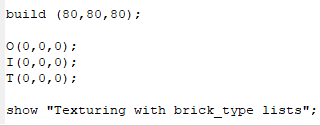 build (80,80,80);
O(0,0,0);
I(0,0,0);
T(0,0,0);
show "Texturing with brick_type lists";